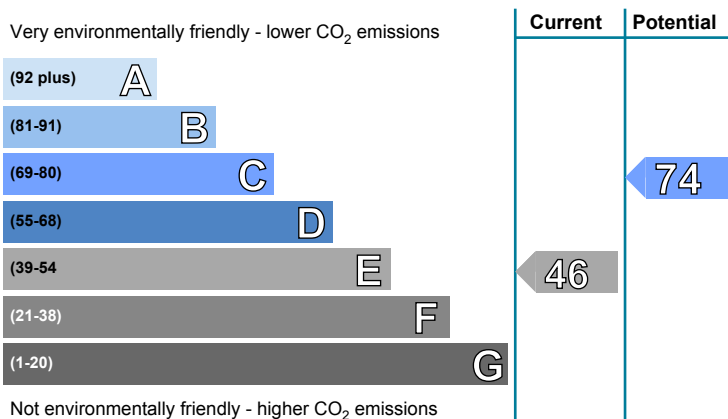 Current Potential
Very environmentally friendly - lower CO2 emissions
(92 plus) A
(81-91) B
(69-80) C 74
(55-68) D
(39-54 E 46
(21-38) F
(1-20) G
Not environmentally friendly - higher CO2 emissions